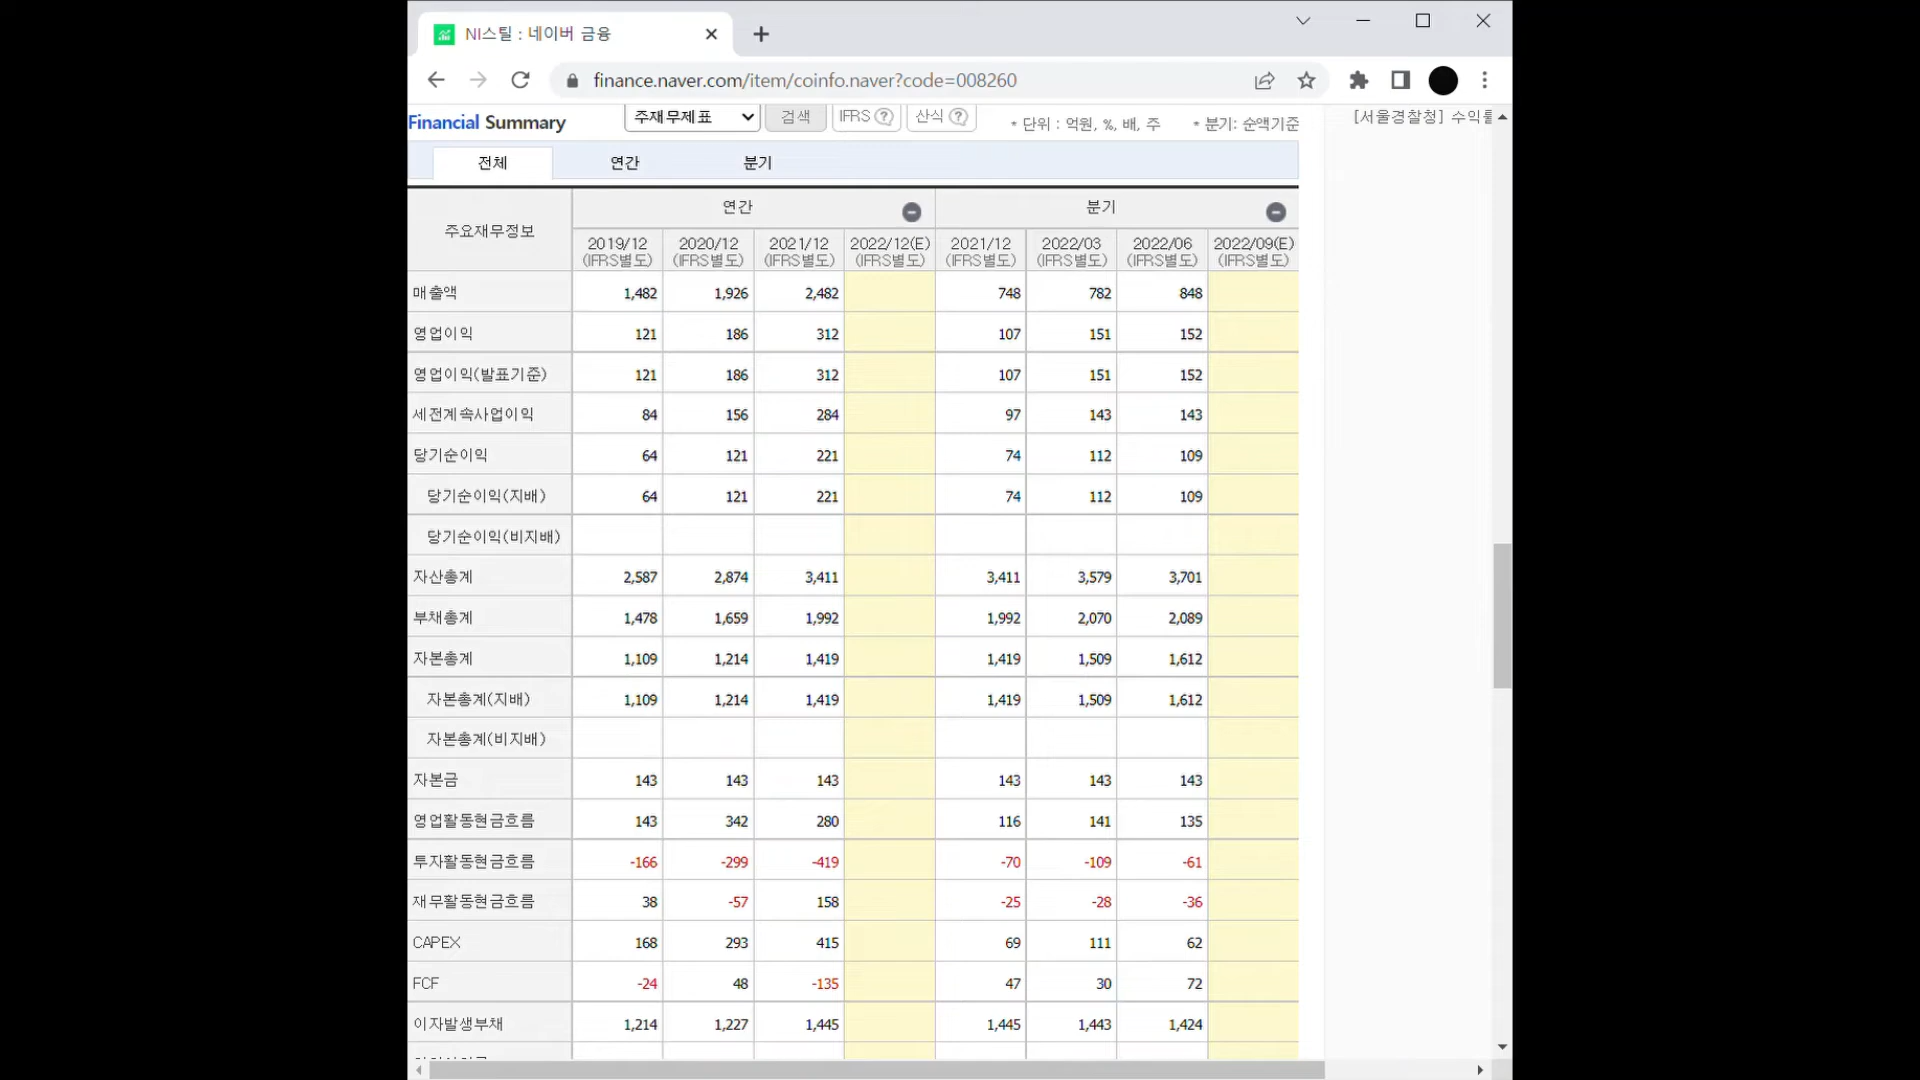 NI스틸 : 네이버 금융
finance.naver.com/item/coinfo.naver?code=008260
Financial Summary 주재무제표 검색 IFRS ? 산식 ? * 단위 : 억원, %, 배, 주 * 분기: 순액기준
[서울경찰청] 수익률
전체 연간 분기
주요재무정보 연간 분기
2019/12 2020/12 2021/12 2022/12(E) 2021/12 2022/03 2022/06 2022/09(E)
(IFRS별도) (IFRS별도) (IFRS별도) (IFRS별도) (IFRS별도) (IFRS별도) (IFRS별도) (IFRS별도)
매출액 1,482 1,926 2,482 748 782 848
영업이익 121 186 312 107 151 152
영업이익(발표기준) 121 186 312 107 151 152
세전계속사업이익 84 156 284 97 143 143
당기순이익 64 121 221 74 112 109
당기순이익(지배) 64 121 221 74 112 109
당기순이익(비지배)
자산총계 2,587 2,874 3,411 3,411 3,579 3,701
부채총계 1,478 1,659 1,992 1,992 2,070 2,089
자본총계 1,109 1,214 1,419 1,419 1,509 1,612
자본총계(지배) 1,109 1,214 1,419 1,419 1,509 1,612
자본총계(비지배)
자본금 143 143 143 143 143 143
영업활동현금흐름 143 342 280 116 141 135
투자활동현금흐름 -166 -299 -419 -70 -109 -61
재무활동현금흐름 38 -57 158 -25 -28 -36
CAPEX 168 293 415 69 111 62
FCF -24 48 -135 47 30 72
이자발생부채 1,214 1,227 1,445 1,445 1,443 1,424